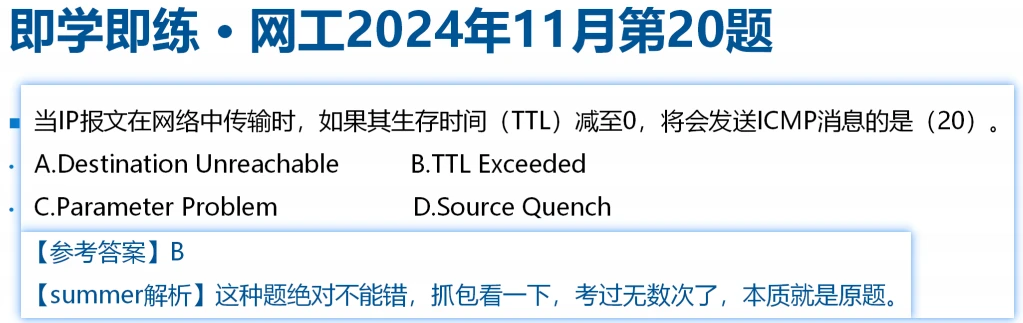 即学即练•网工2024年11月第20题
当IP报文在网络中传输时，如果其生存时间（TTL）减至0，将会发送ICMP消息的是（20）。
A.Destination Unreachable B.TTL Exceeded
C.Parameter Problem D.Source Quench
【参考答案】B
【summer解析】这种题绝对不能错，抓包看一下，考过无数次了，本质就是原题。